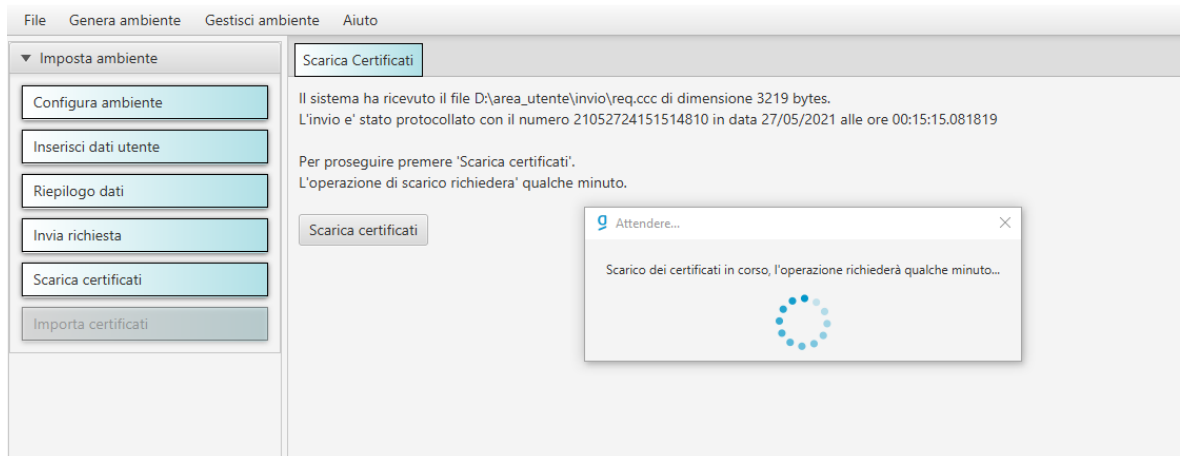 File Genera ambiente Gestisci ambiente Aiuto
Imposta ambiente
Configura ambiente
Inserisci dati utente
Riepilogo dati
Invia richiesta
Scarica certificati
Importa certificati
Scarica Certificati
Il sistema ha ricevuto il file D:\area_utente\invio\req.ccc di dimensione 3219 bytes.
L'invio e' stato protocollato con il numero 21052724151514810 in data 27/05/2021 alle ore 00:15:15.081819
Per proseguire premere 'Scarica certificati'.
L'operazione di scarico richiedera' qualche minuto.
Scarica certificati
g Attendere...
Scarico dei certificati in corso, l'operazione richiederà qualche minuto...